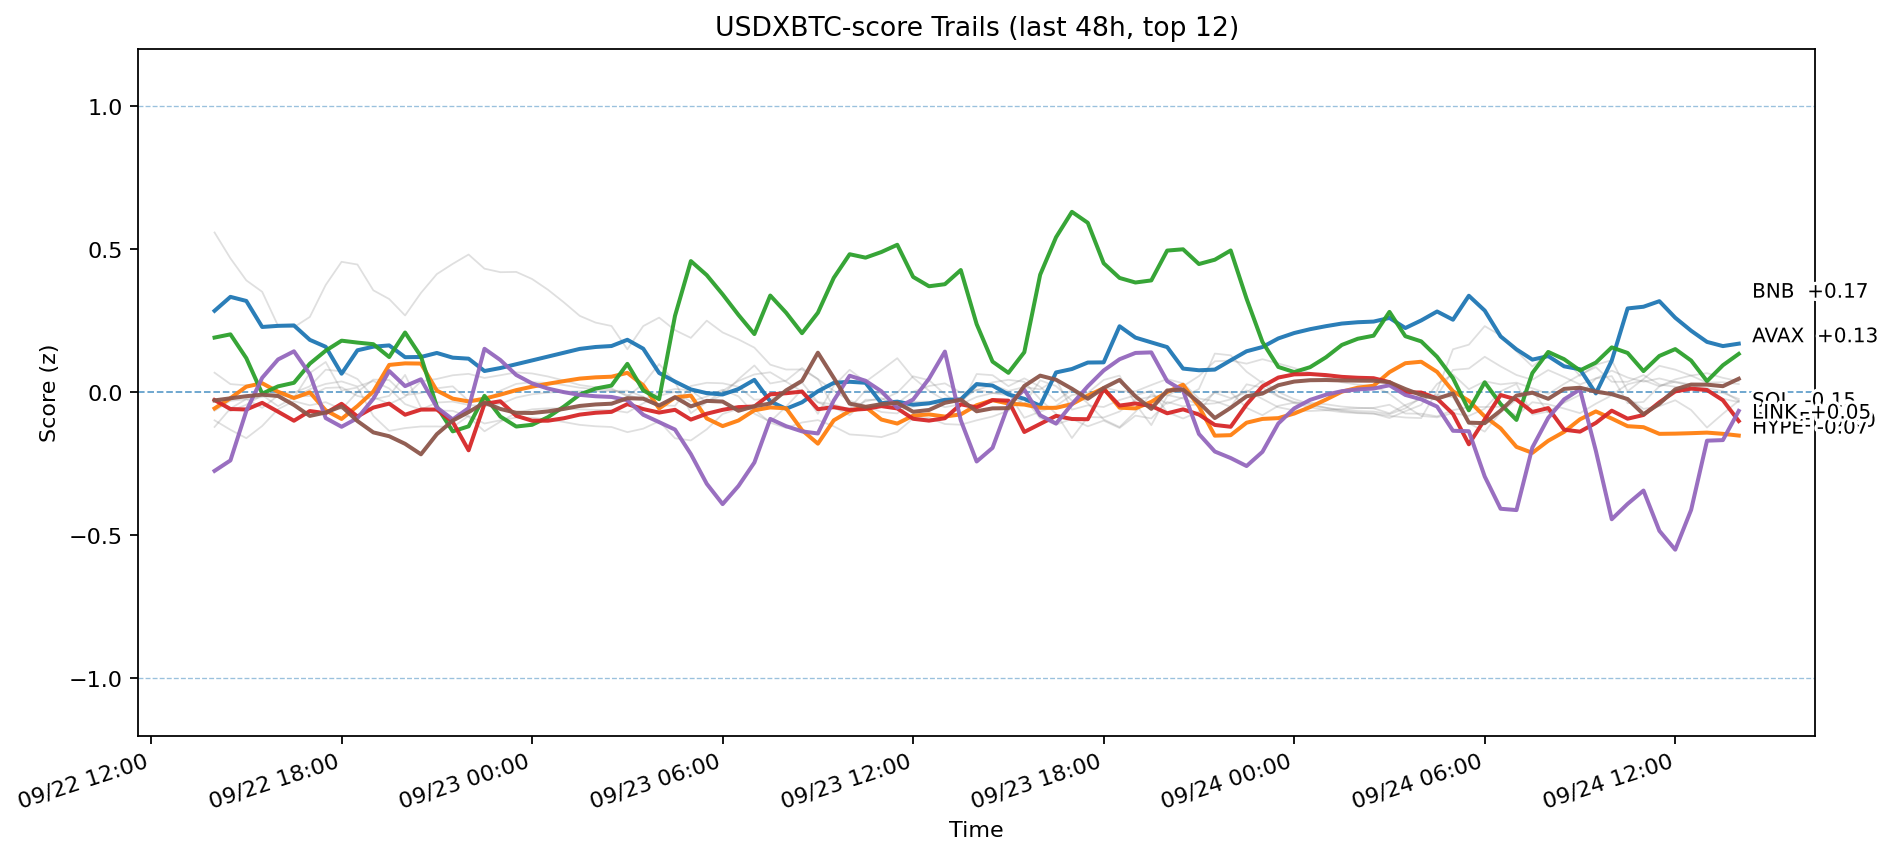 USDXBTC-score Trails (last 48h, top 12)
Score (z)
1.0
0.5
0.0
−0.5
−1.0
BNB +0.17
AVAX +0.13
SOL -0.15
LINK +0.05
HYPE -0.07
09/22 12:00
09/22 18:00
09/23 00:00
09/23 06:00
09/23 12:00
09/23 18:00
09/24 00:00
09/24 06:00
09/24 12:00
Time